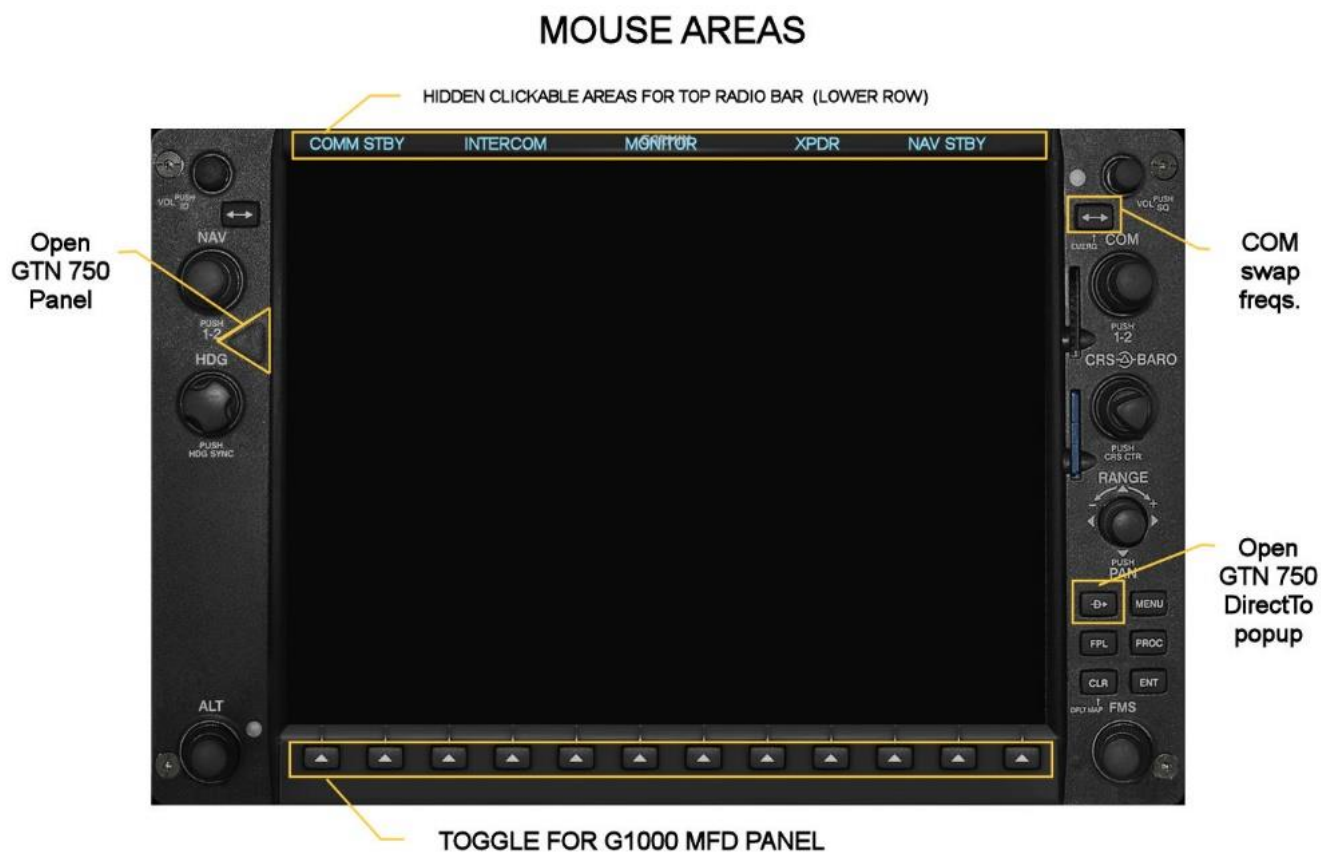 MOUSE AREAS
HIDDEN CLICKABLE AREAS FOR TOP RADIO BAR (LOWER ROW)
COMM STBY INTERCOM MONITOR XPDR NAV STBY
VOL PUSH ID
VOL PUSH SQ
NAV
EMERG COM
Open
GTN 750
Panel
COM
swap
freqs.
PUSH
1-2
PUSH
1-2
HDG
CRS BARO
PUSH
HDG SYNC
PUSH
CRS CTR
RANGE
- +
PUSH
PAN
Open
GTN 750
DirectTo
popup
D MENU
FPL PROC
CLR ENT
DFLT MAP FMS
ALT
TOGGLE FOR G1000 MFD PANEL